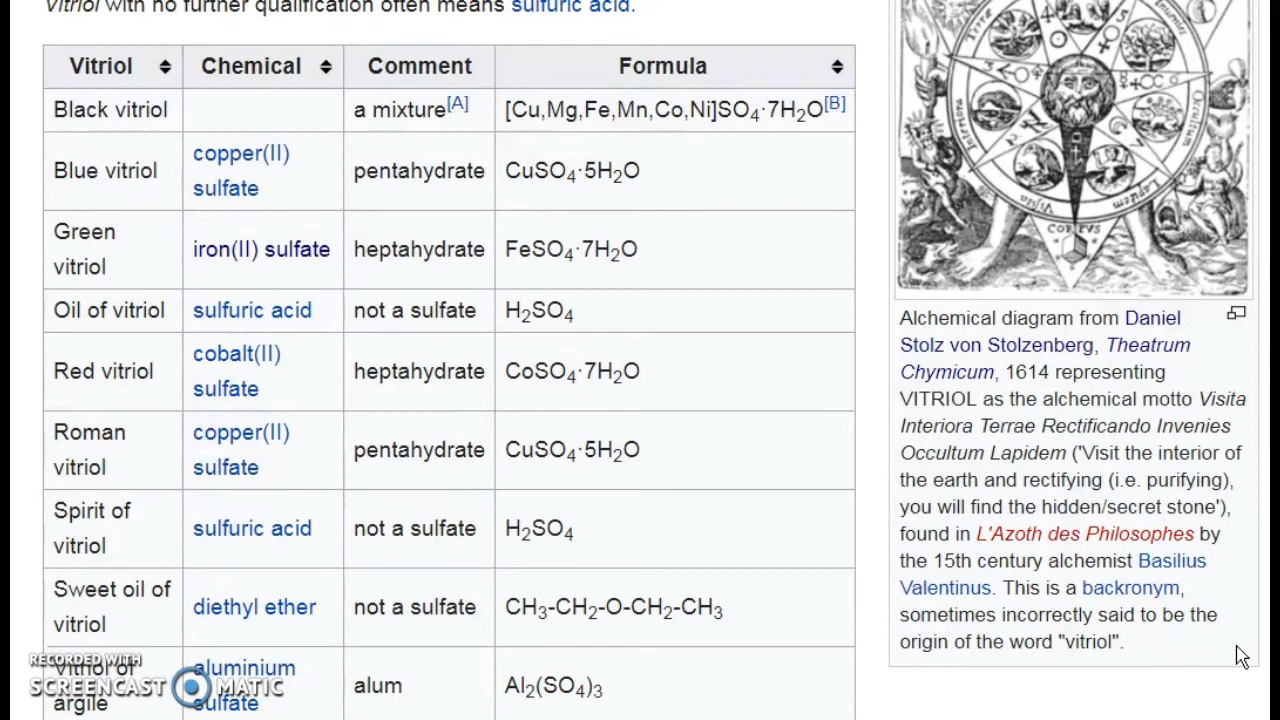 Vitriol with no further qualification often means sulfuric acid.
Vitriol Chemical Comment Formula
Black vitriol a mixture[A] [Cu,Mg,Fe,Mn,Co,Ni]SO₄·7H₂O[B]
Blue vitriol copper(II) sulfate pentahydrate CuSO₄·5H₂O
Green vitriol iron(II) sulfate heptahydrate FeSO₄·7H₂O
Oil of vitriol sulfuric acid not a sulfate H₂SO₄
Red vitriol cobalt(II) sulfate heptahydrate CoSO₄·7H₂O
Roman vitriol copper(II) sulfate pentahydrate CuSO₄·5H₂O
Spirit of vitriol sulfuric acid not a sulfate H₂SO₄
Sweet oil of vitriol diethyl ether not a sulfate CH₃-CH₂-O-CH₂-CH₃
Vitriol of argile aluminium sulfate alum Al₂(SO₄)₃
RECORDED WITH
SCREENCAST MATIC
CORPVS
Alchemical diagram from Daniel
Stolz von Stolzenberg, Theatrum
Chymicum, 1614 representing
VITRIOL as the alchemical motto Visita
Interiora Terrae Rectificando Invenies
Occultum Lapidem ('Visit the interior of
the earth and rectifying (i.e. purifying),
you will find the hidden/secret stone'),
found in L'Azoth des Philosophes by
the 15th century alchemist Basilius
Valentinus. This is a backronym,
sometimes incorrectly said to be the
origin of the word "vitriol".